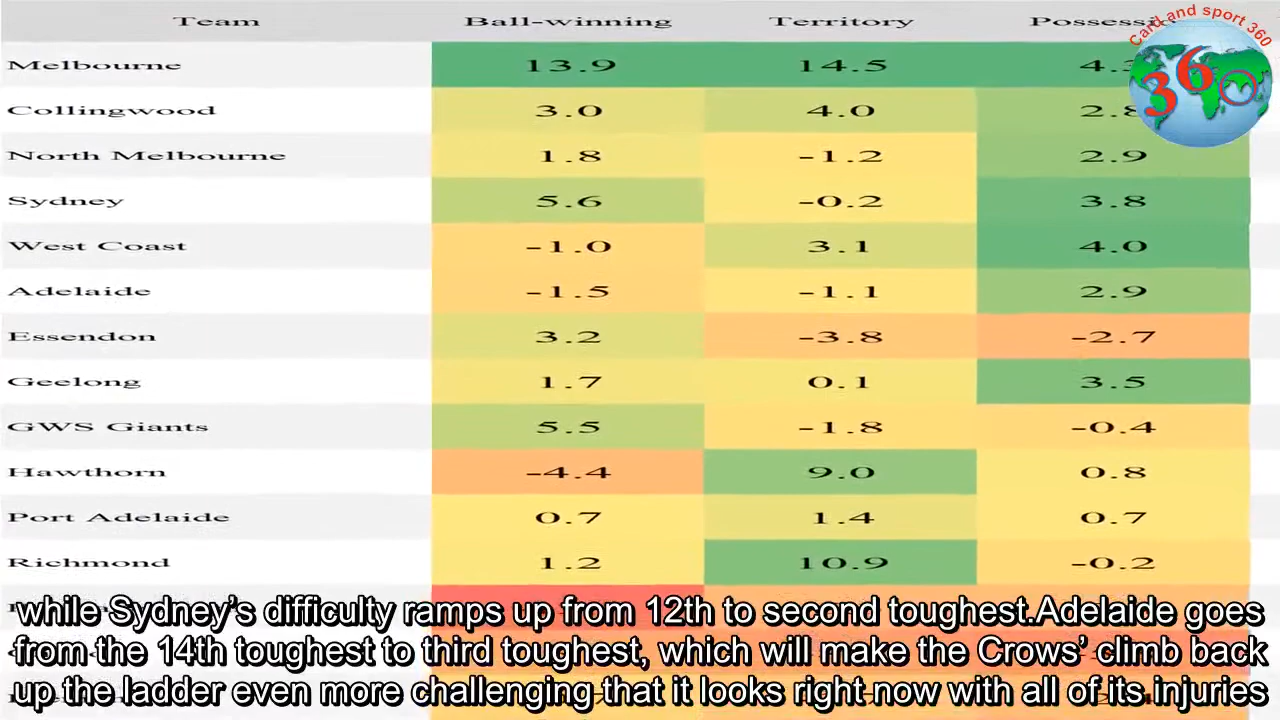 Team Ball-winning Territory
Card and sport 360
360
Melbourne 13.9 14.5
Collingwood 3.0 4.0 2.8
North Melbourne 1.8 -1.2 2.9
Sydney 5.6 -0.2 3.8
West Coast -1.0 3.1 4.0
Adelaide -1.5 -1.1 2.9
Essendon 3.2 -3.8 -2.7
Geelong 1.7 0.1 3.5
GWS Giants 5.5 -1.8 -0.4
Hawthorn -4.4 9.0 0.8
Port Adelaide 0.7 1.4 0.7
Richmond 1.2 10.9 -0.2
while Sydney’s difficulty ramps up from 12th to second toughest.Adelaide goes
from the 14th toughest to third toughest, which will make the Crows’ climb back
up the ladder even more challenging that it looks right now with all of its injuries